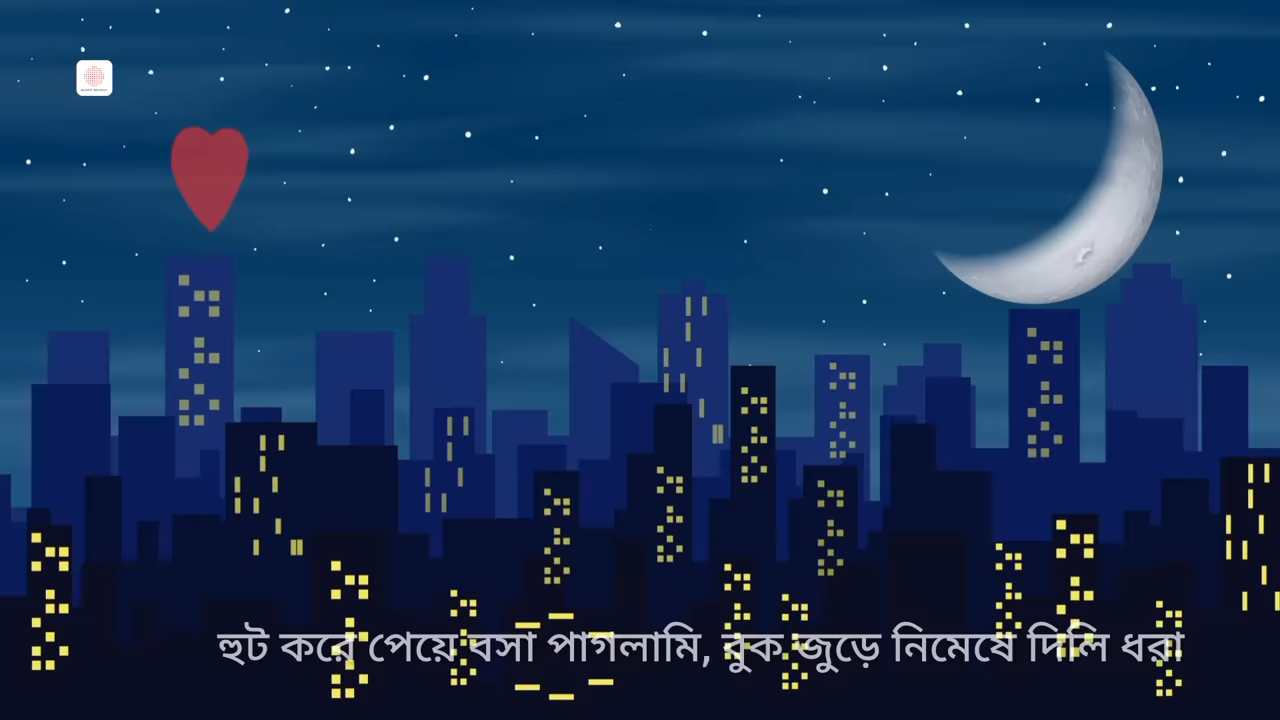 হুট করে পেয়ে বসা পাগলামি, বুক জুড়ে নিমেষে দিলি ধরা